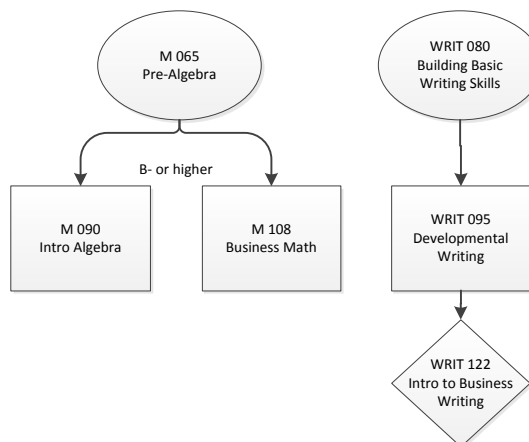 M 065
Pre-Algebra
WRIT 080
Building Basic
Writing Skills
B- or higher
M 090
Intro Algebra
M 108
Business Math
WRIT 095
Developmental
Writing
WRIT 122
Intro to Business
Writing